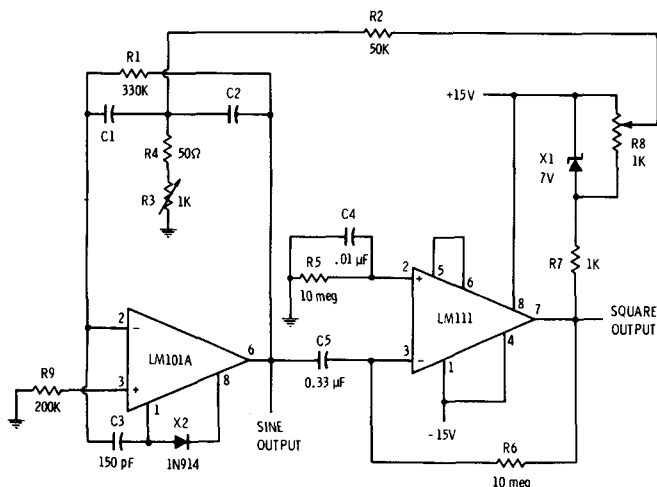 R2
50K
R1
330K
C1
C2
R4
50Ω
R3
1K
+15V
X1
7V
R8
1K
R7
1K
C4
.01 µF
R5
10 meg
2
+
5
6
8
7
LM111
3
−
1
4
-15V
SQUARE
OUTPUT
C5
0.33 µF
R6
10 meg
2
−
LM101A
6
3
+
8
1
R9
200K
C3
150 pF
X2
1N914
SINE
OUTPUT